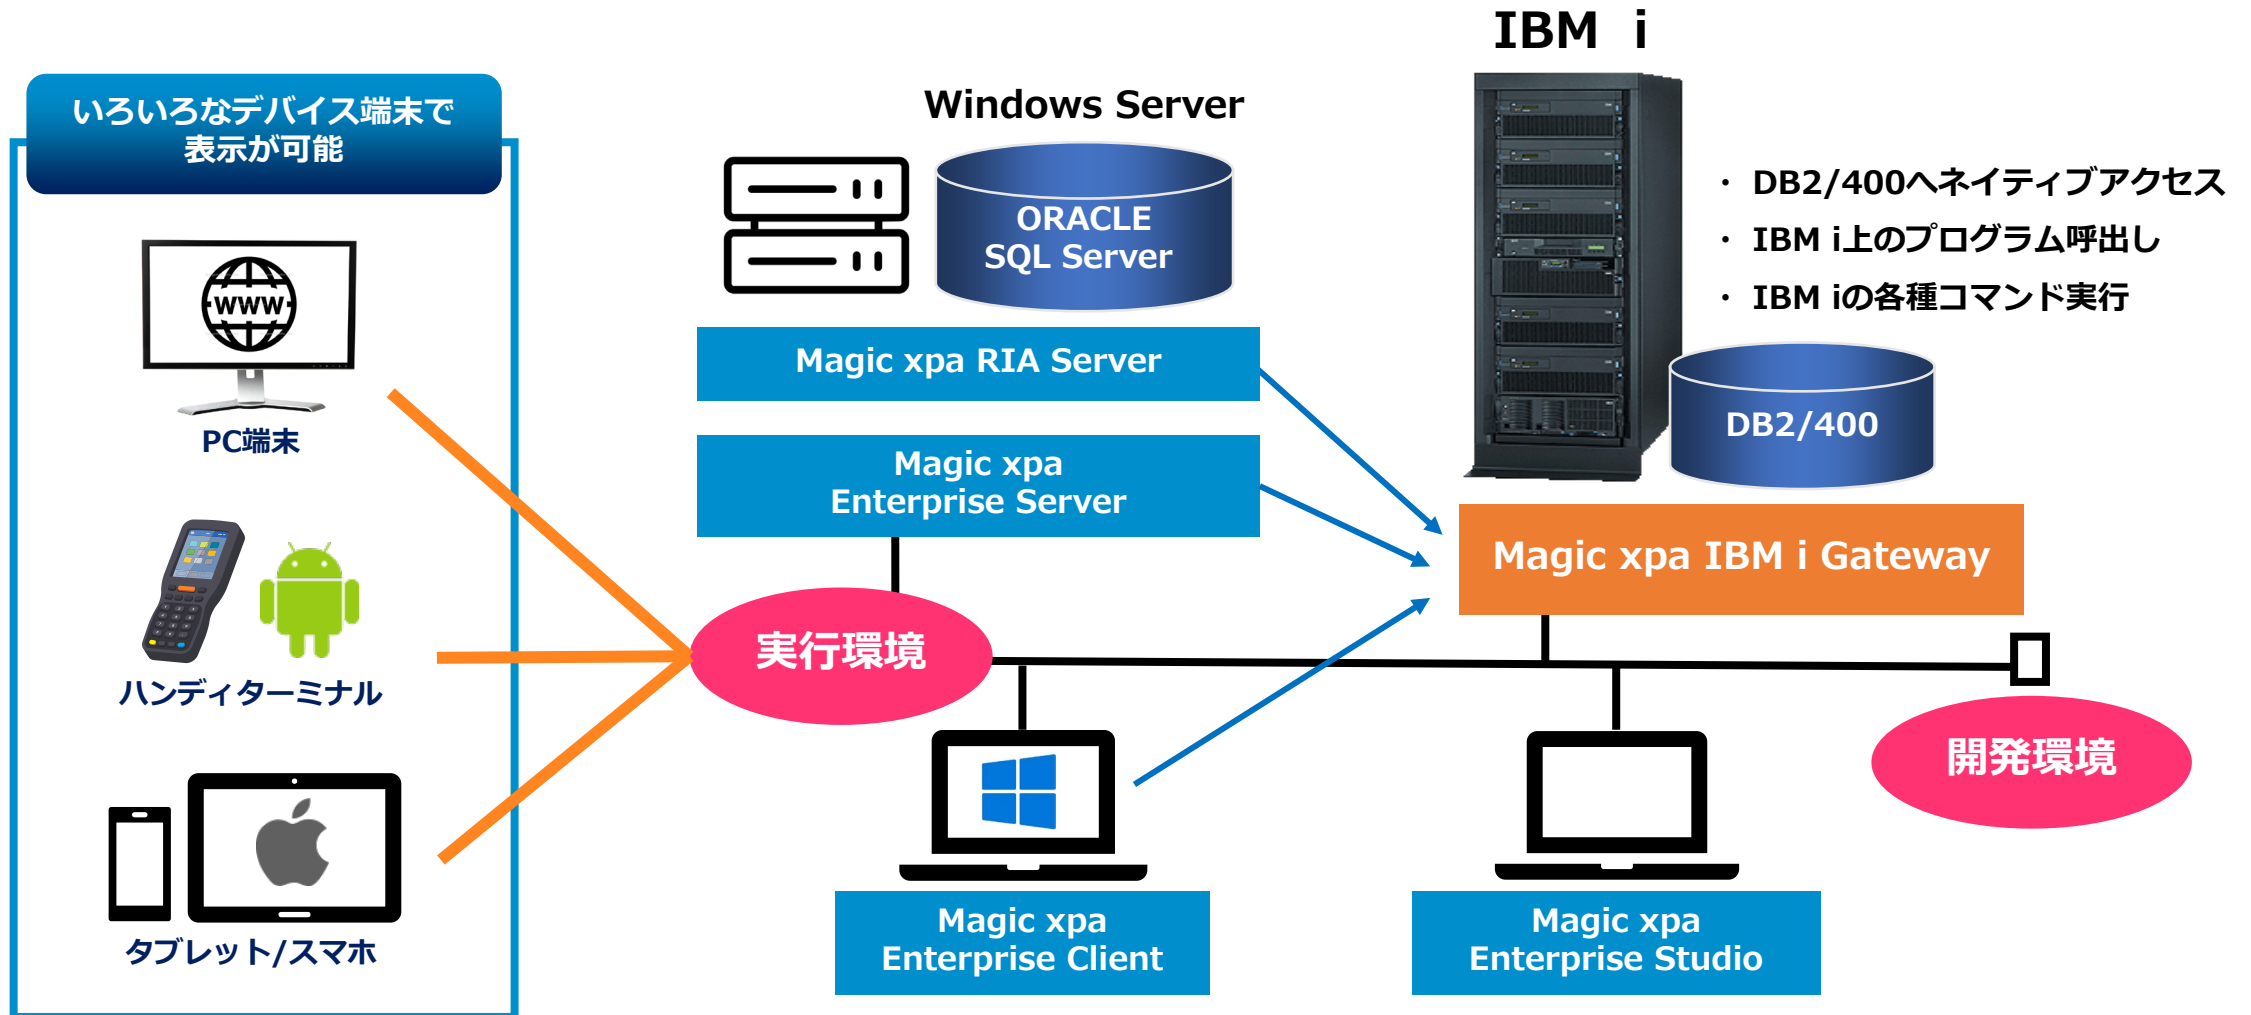 IBM i
いろいろなデバイス端末で
表示が可能
WWW
PC端末
ハンディターミナル
タブレット/スマホ
Windows Server
ORACLE
SQL Server
Magic xpa RIA Server
Magic xpa
Enterprise Server
実行環境
Magic xpa
Enterprise Client
・ DB2/400へネイティブアクセス
・ IBM i上のプログラム呼出し
・ IBM iの各種コマンド実行
DB2/400
Magic xpa IBM i Gateway
開発環境
Magic xpa
Enterprise Studio